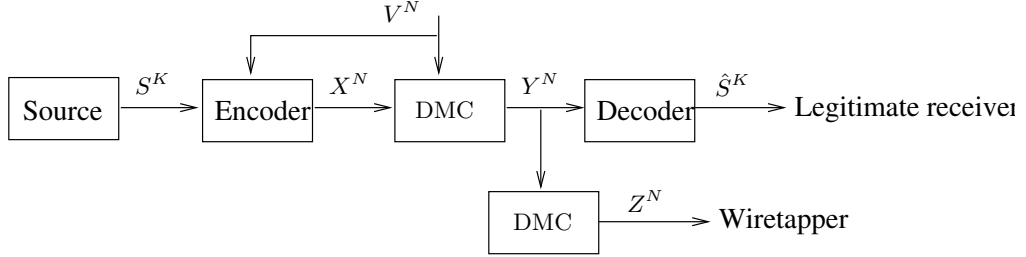 V^N
S^K
X^N
Y^N
Ŝ^K
Source
Encoder
DMC
Decoder
Legitimate receiver
DMC
Z^N
Wiretapper